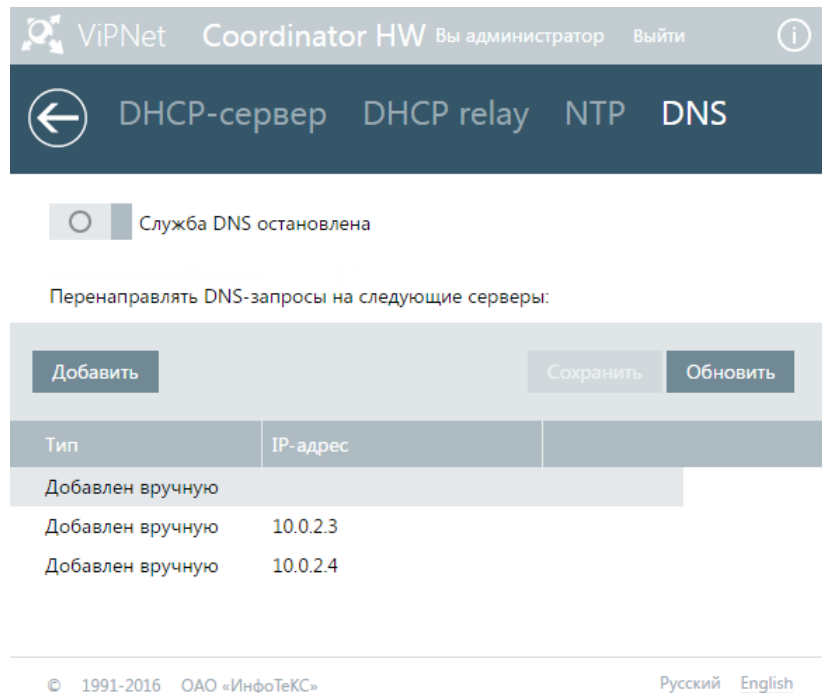 ViPNet Coordinator HW Вы администратор Выйти i
DHCP-сервер DHCP relay NTP DNS
Служба DNS остановлена
Перенаправлять DNS-запросы на следующие серверы:
Добавить Сохранить Обновить
Тип IP-адрес
Добавлен вручную
Добавлен вручную 10.0.2.3
Добавлен вручную 10.0.2.4
© 1991-2016 ОАО «ИнфоТеКС» Русский English